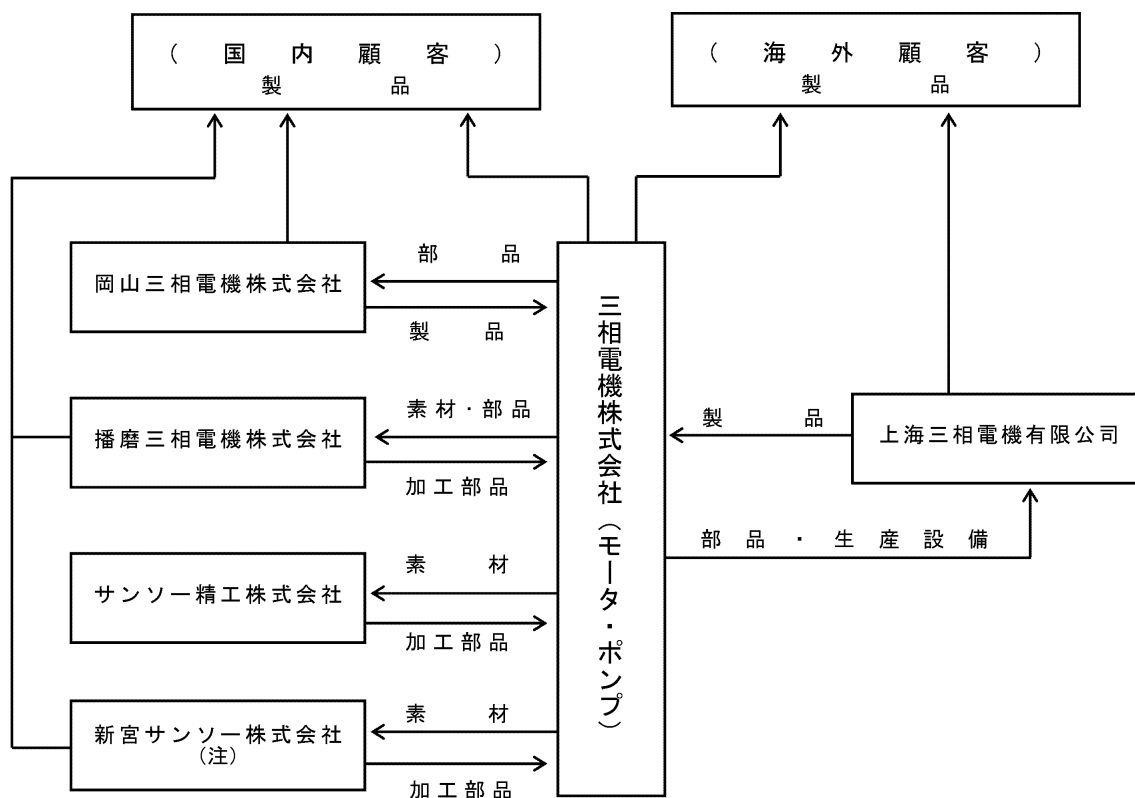 (国内顧客)
製品
(海外顧客)
製品
岡山三相電機株式会社
部品
製品
播磨三相電機株式会社
素材・部品
加工部品
サンソー精工株式会社
素材
加工部品
新宮サンソー株式会社
(注)
素材
加工部品
三相電機株式会社(モータ・ポンプ)
製品
上海三相電機有限公司
部品・生産設備